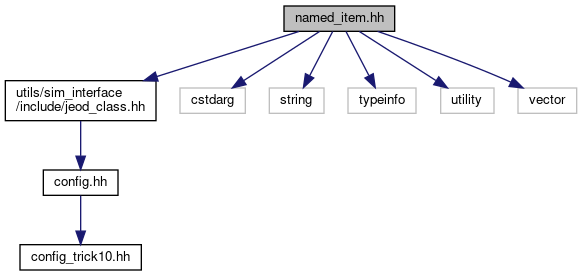 named_item.hh
utils/sim_interface
/include/jeod_class.hh
cstdarg
string
typeinfo
utility
vector
config.hh
config_trick10.hh